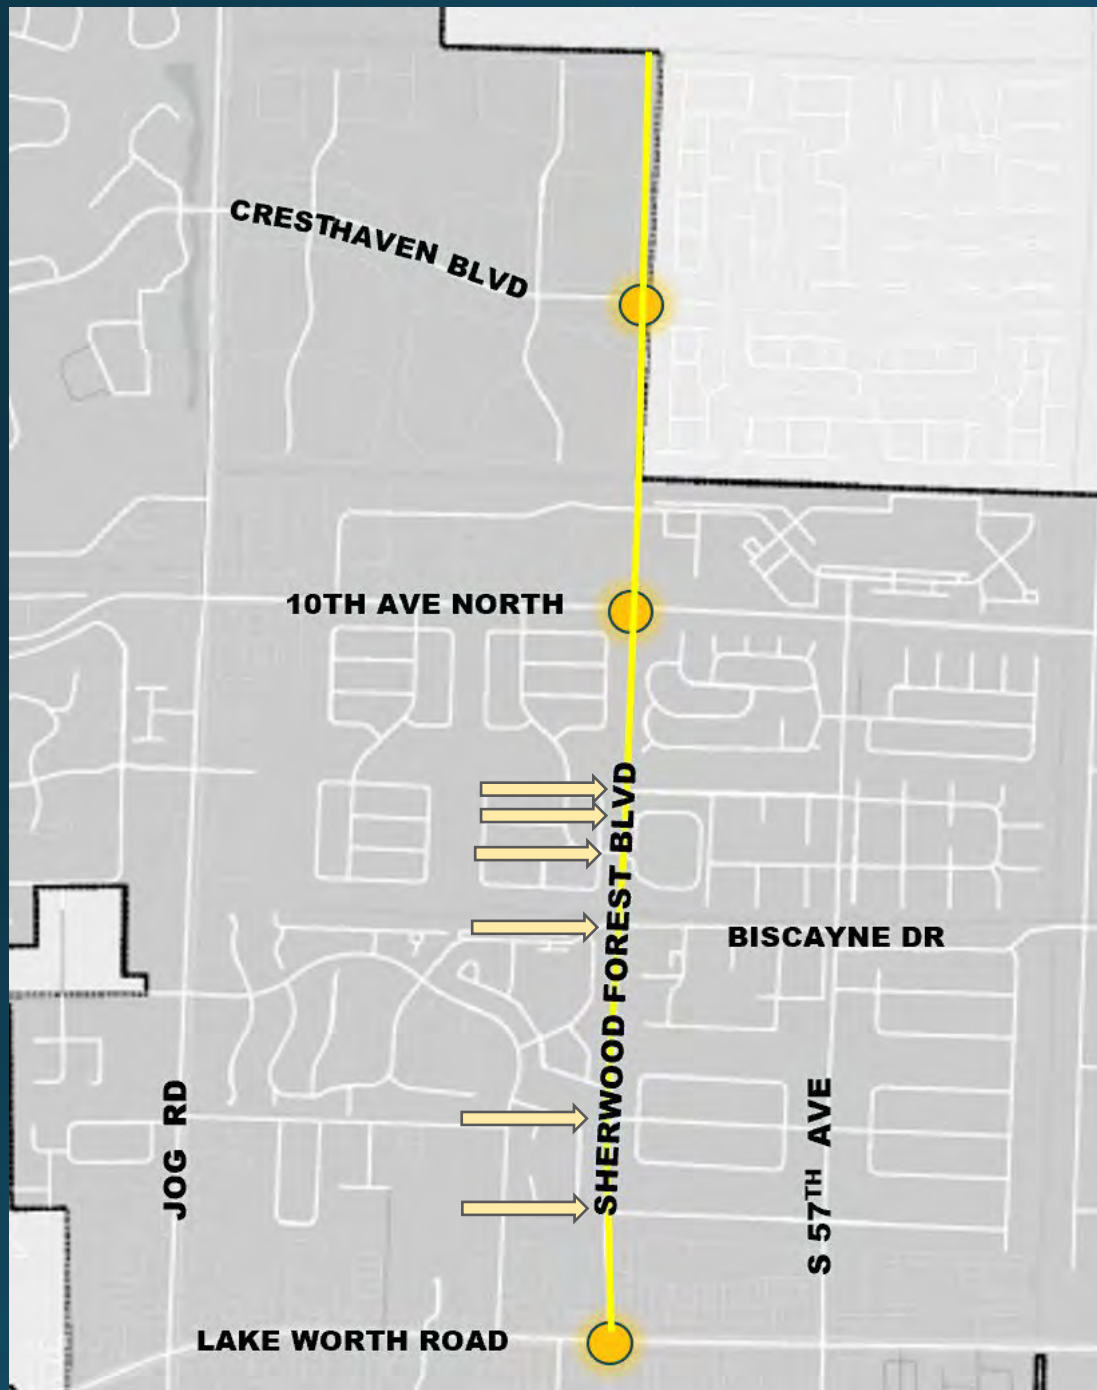 CRESTHAVEN BLVD
10TH AVE NORTH
SHERWOOD FOREST BLVD
BISCAYNE DR
JOG RD
S 57TH AVE
LAKE WORTH ROAD